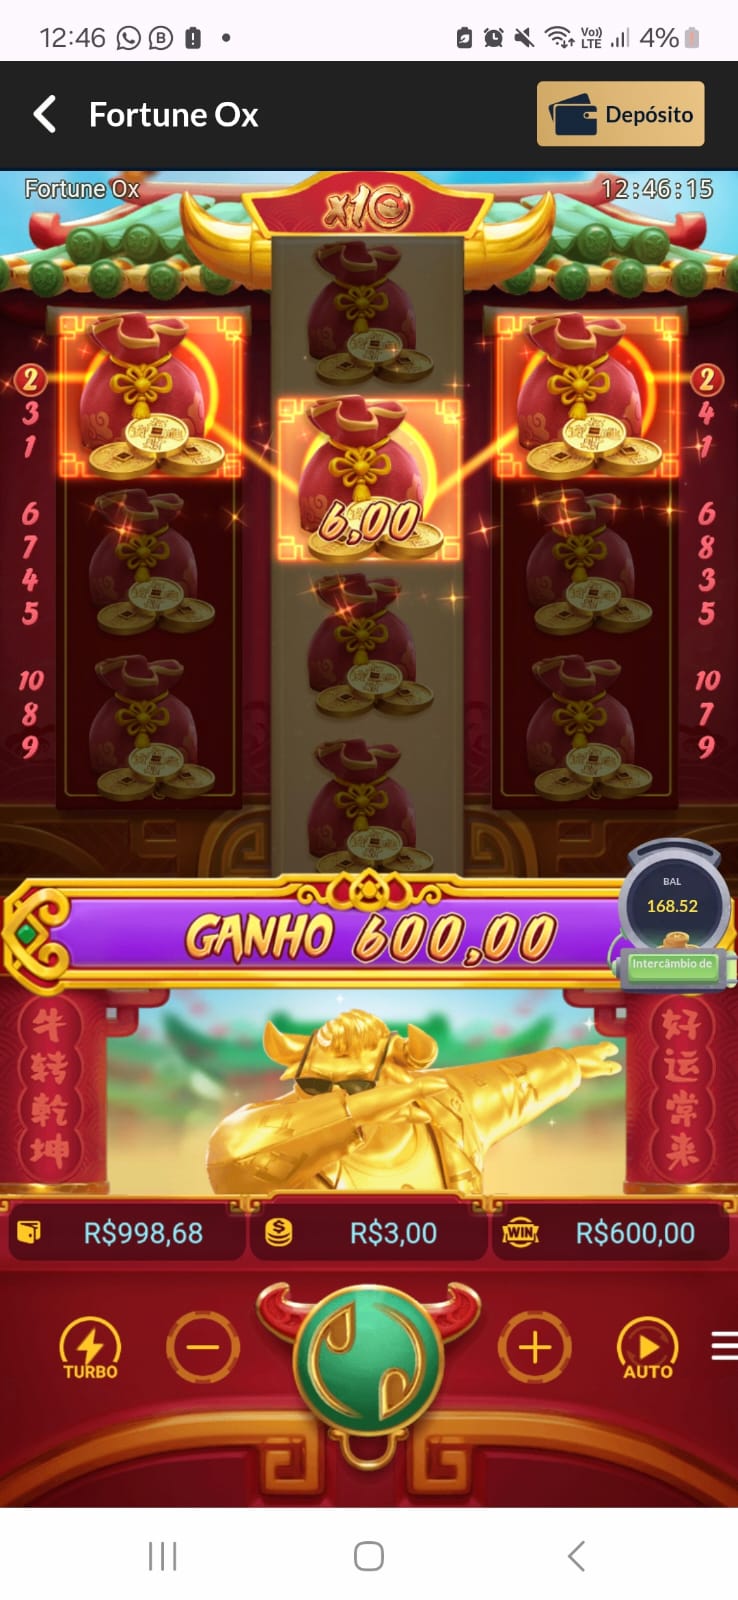 12:46
Vo))
LTE
4%
Fortune Ox
Depósito
Fortune Ox
12:46:15
x10
2
3
1
6
7
4
5
10
8
9
2
4
1
6
8
3
5
10
7
9
6,00
BAL
168.52
Intercâmbio de
GANHO 600,00
牛转乾坤
好运常来
R$998,68
R$3,00
WIN
R$600,00
TURBO
AUTO